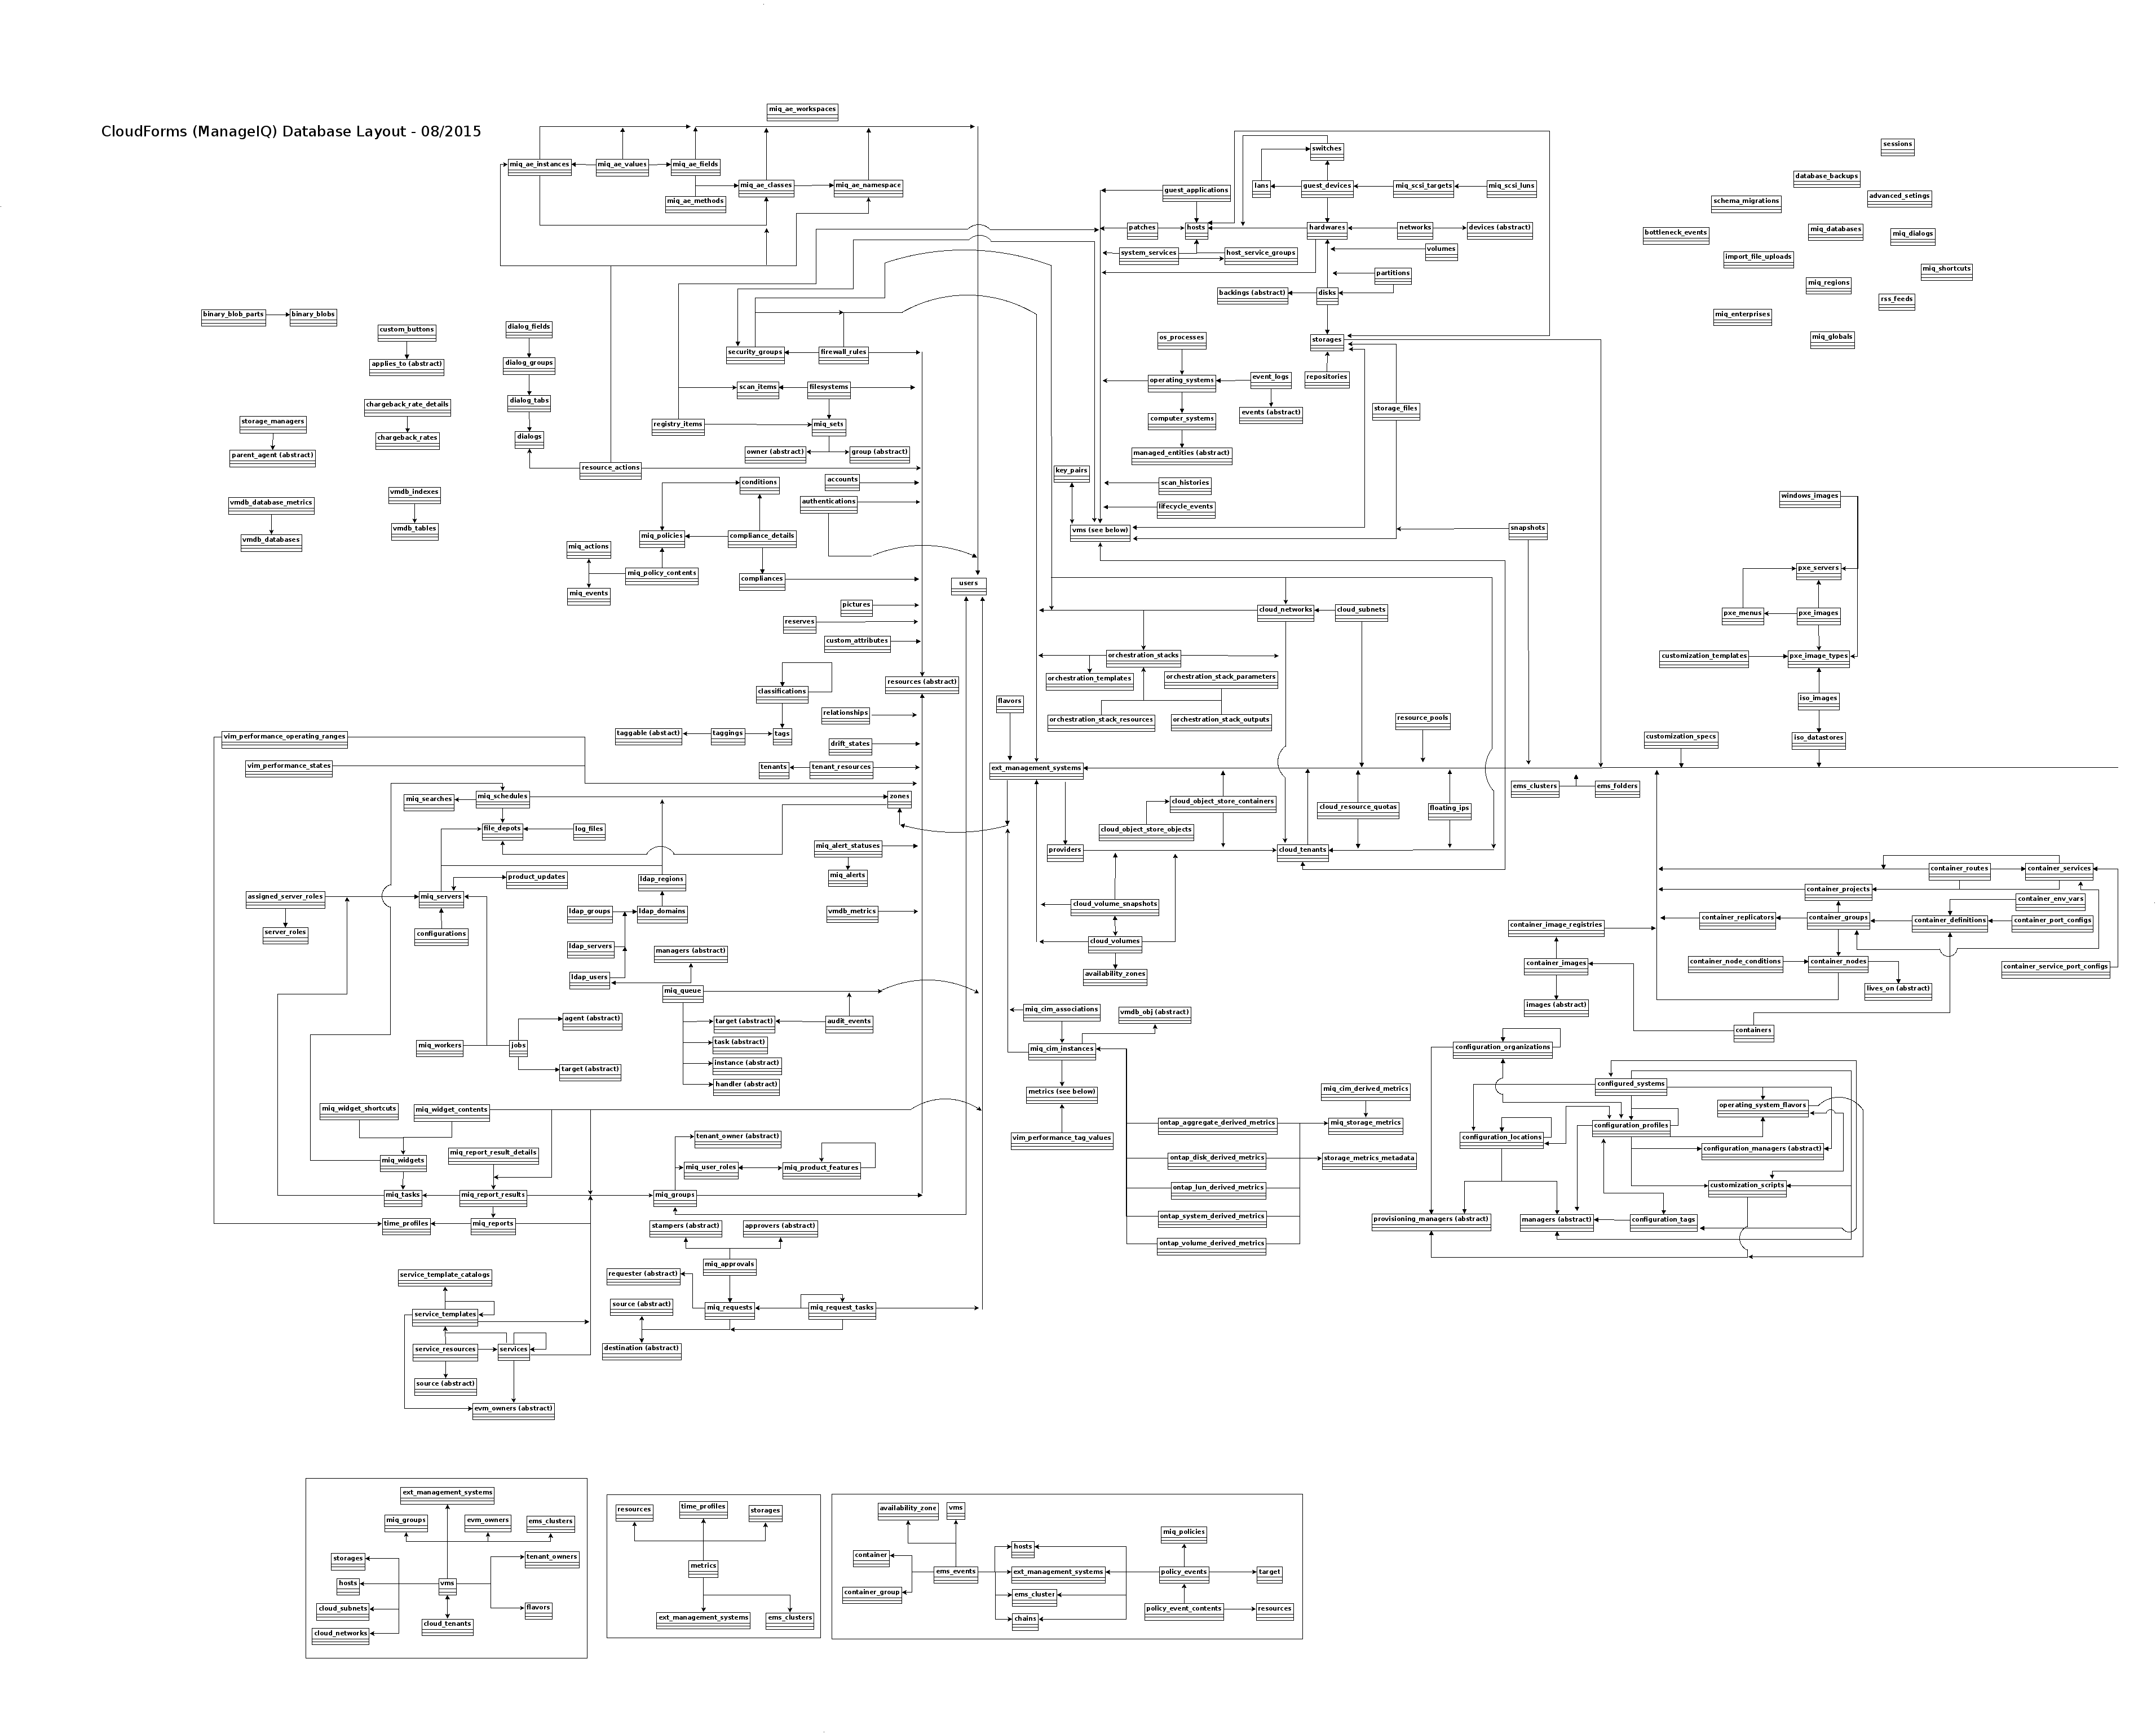 CloudForms (ManageIQ) Database Layout - 08/2015
miq_ae_workspaces
miq_ae_instances
miq_ae_values
miq_ae_fields
miq_ae_classes
miq_ae_namespace
miq_ae_methods
switches
guest_applications
lans
guest_devices
miq_scsi_targets
miq_scsi_luns
patches
hosts
hardwares
networks
devices (abstract)
system_services
host_service_groups
volumes
partitions
backings (abstract)
disks
sessions
database_backups
advanced_setings
schema_migrations
bottleneck_events
miq_databases
miq_dialogs
import_file_uploads
miq_shortcuts
miq_regions
rss_feeds
miq_enterprises
miq_globals
binary_blob_parts
binary_blobs
custom_buttons
applies_to (abstract)
dialog_fields
dialog_groups
dialog_tabs
dialogs
chargeback_rate_details
chargeback_rates
storage_managers
parent_agent (abstract)
vmdb_database_metrics
vmdb_databases
vmdb_indexes
vmdb_tables
resource_actions
security_groups
firewall_rules
scan_items
filesystems
registry_items
miq_sets
owner (abstract)
group (abstract)
os_processes
storages
repositories
operating_systems
event_logs
events (abstract)
computer_systems
managed_entities (abstract)
storage_files
key_pairs
scan_histories
lifecycle_events
vms (see below)
snapshots
conditions
accounts
authentications
miq_policies
compliance_details
miq_actions
miq_policy_contents
compliances
miq_events
users
pictures
reserves
custom_attributes
windows_images
pxe_servers
pxe_menus
pxe_images
customization_templates
pxe_image_types
iso_images
customization_specs
iso_datastores
cloud_networks
cloud_subnets
orchestration_stacks
orchestration_templates
orchestration_stack_parameters
orchestration_stack_resources
orchestration_stack_outputs
resource_pools
classifications
resources (abstract)
flavors
relationships
taggable (abstact)
taggings
tags
drift_states
tenants
tenant_resources
vim_performance_operating_ranges
vim_performance_states
ext_management_systems
miq_searches
miq_schedules
zones
file_depots
log_files
cloud_object_store_containers
cloud_object_store_objects
cloud_resource_quotas
floating_ips
ems_clusters
ems_folders
providers
cloud_tenants
miq_alert_statuses
miq_alerts
product_updates
ldap_regions
assigned_server_roles
miq_servers
server_roles
configurations
ldap_groups
ldap_domains
ldap_servers
ldap_users
managers (abstract)
vmdb_metrics
cloud_volume_snapshots
cloud_volumes
availability_zones
container_routes
container_services
container_projects
container_env_vars
container_image_registries
container_replicators
container_groups
container_definitions
container_port_configs
container_images
container_node_conditions
container_nodes
container_service_port_configs
lives_on (abstract)
images (abstract)
containers
miq_queue
target (abstract)
audit_events
task (abstract)
instance (abstract)
handler (abstract)
agent (abstract)
miq_workers
jobs
target (abstract)
miq_cim_associations
vmdb_obj (abstract)
miq_cim_instances
metrics (see below)
vim_performance_tag_values
miq_cim_derived_metrics
ontap_aggregate_derived_metrics
miq_storage_metrics
ontap_disk_derived_metrics
storage_metrics_metadata
ontap_lun_derived_metrics
ontap_system_derived_metrics
ontap_volume_derived_metrics
configuration_organizations
configured_systems
operating_system_flavors
configuration_locations
configuration_profiles
configuration_managers (abstract)
customization_scripts
provisioning_managers (abstract)
managers (abstract)
configuration_tags
miq_widget_shortcuts
miq_widget_contents
miq_widgets
miq_report_result_details
miq_tasks
miq_report_results
time_profiles
miq_reports
tenant_owner (abstract)
miq_user_roles
miq_product_features
miq_groups
stampers (abstract)
approvers (abstract)
miq_approvals
requester (abstract)
source (abstract)
miq_requests
miq_request_tasks
destination (abstract)
service_template_catalogs
service_templates
service_resources
services
source (abstract)
evm_owners (abstract)
ext_management_systems
miq_groups
evm_owners
ems_clusters
storages
tenant_owners
hosts
vms
cloud_subnets
flavors
cloud_tenants
cloud_networks
resources
time_profiles
storages
metrics
ext_management_systems
ems_clusters
availability_zone
vms
miq_policies
container
hosts
ems_events
ext_management_systems
policy_events
target
container_group
ems_cluster
chains
policy_event_contents
resources